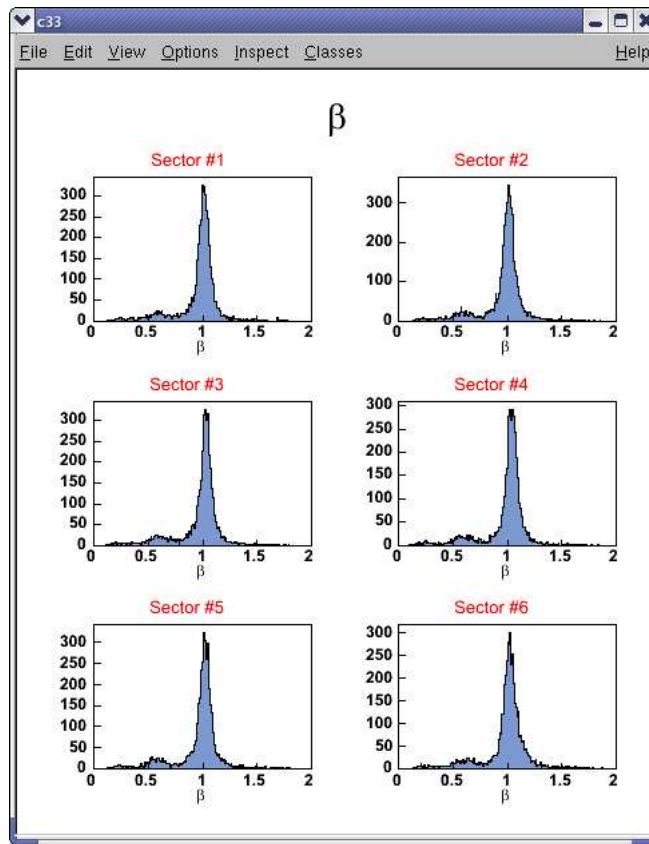 c33
File Edit View Options Inspect Classes Help
β
Sector #1
300
250
200
150
100
50
0
0 0.5 1 1.5 2
β
Sector #2
300
200
100
0
0 0.5 1 1.5 2
β
Sector #3
300
250
200
150
100
50
0
0 0.5 1 1.5 2
β
Sector #4
300
250
200
150
100
50
0
0 0.5 1 1.5 2
β
Sector #5
300
250
200
150
100
50
0
0 0.5 1 1.5 2
β
Sector #6
300
250
200
150
100
50
0
0 0.5 1 1.5 2
β